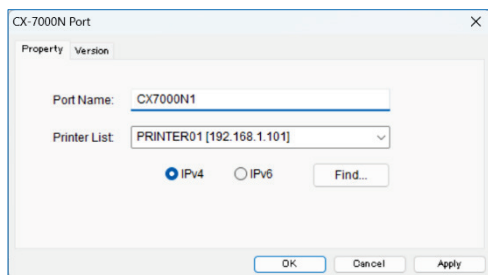 CX-7000N Port
Property Version
Port Name: CX7000N1
Printer List: PRINTER01 [192.168.1.101]
IPv4 IPv6 Find...
OK Cancel Apply